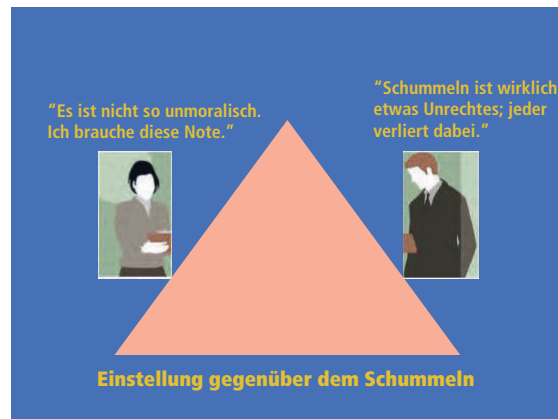 “Es ist nicht so unmoralisch.
Ich brauche diese Note.”
“Schummeln ist wirklich
etwas Unrechtes; jeder
verliert dabei.”
Einstellung gegenüber dem Schummeln